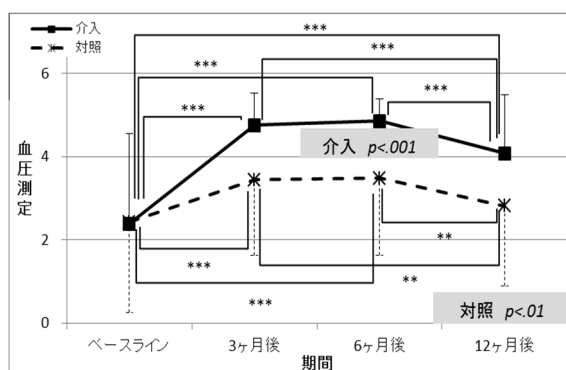 介入
対照
***
***
***
***
***
6
4
2
0
血圧測定
介入 p<.001
**
***
**
***
対照 p<.01
ベースライン
3ヶ月後
6ヶ月後
12ヶ月後
期間